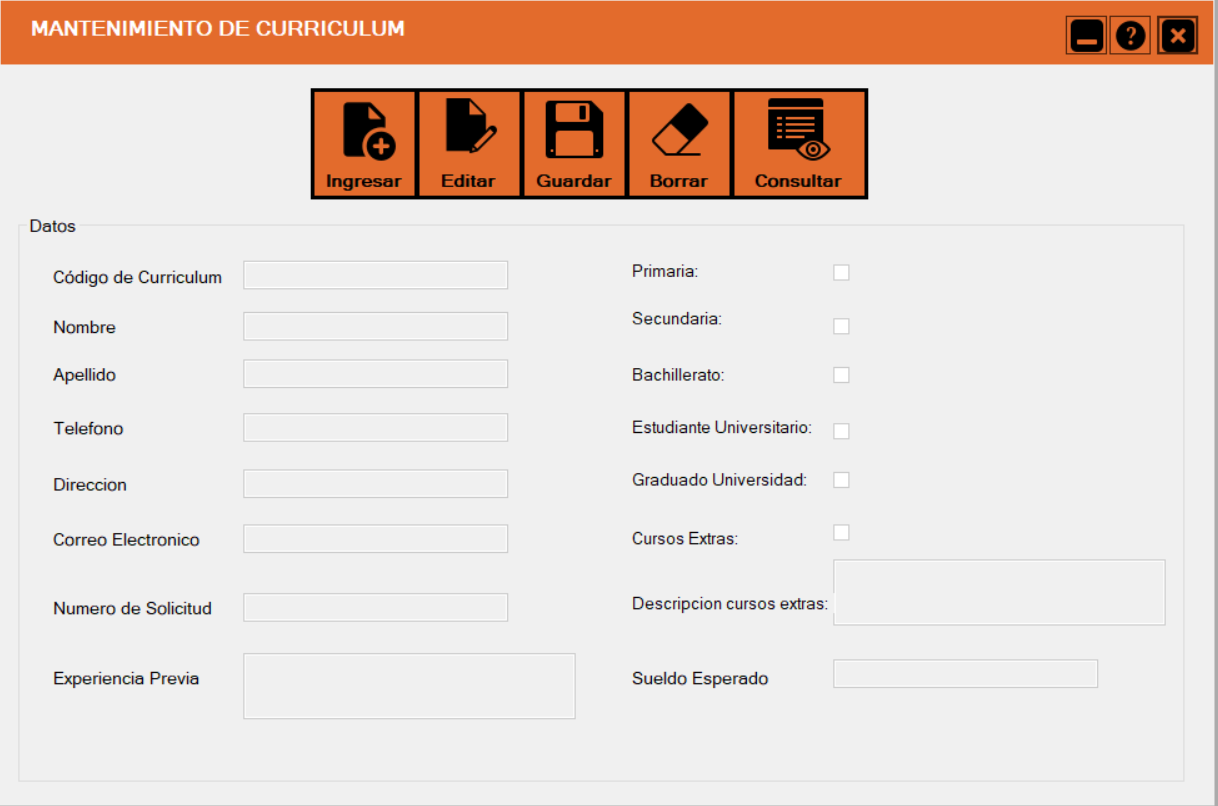 MANTENIMIENTO DE CURRICULUM
Ingresar Editar Guardar Borrar Consultar
Datos
Código de Curriculum
Nombre
Apellido
Telefono
Direccion
Correo Electronico
Numero de Solicitud
Experiencia Previa
Primaria:
Secundaria:
Bachillerato:
Estudiante Universitario:
Graduado Universidad:
Cursos Extras:
Descripcion cursos extras:
Sueldo Esperado